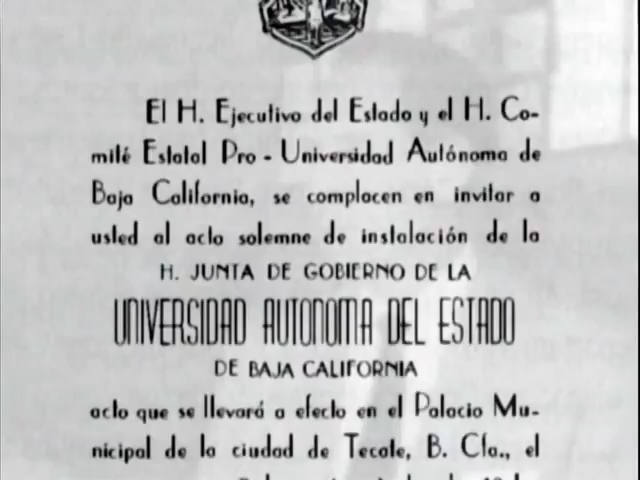 El H. Ejecutivo del Estado y el H. Co-
mité Estatal Pro - Universidad Autónoma de
Baja California, se complacen en invitar a
usted al acto solemne de instalación de la
H. JUNTA DE GOBIERNO DE LA
UNIVERSIDAD AUTONOMA DEL ESTADO
DE BAJA CALIFORNIA
acto que se llevará a efecto en el Palacio Mu-
nicipal de la ciudad de Tecate, B. Cfa., el